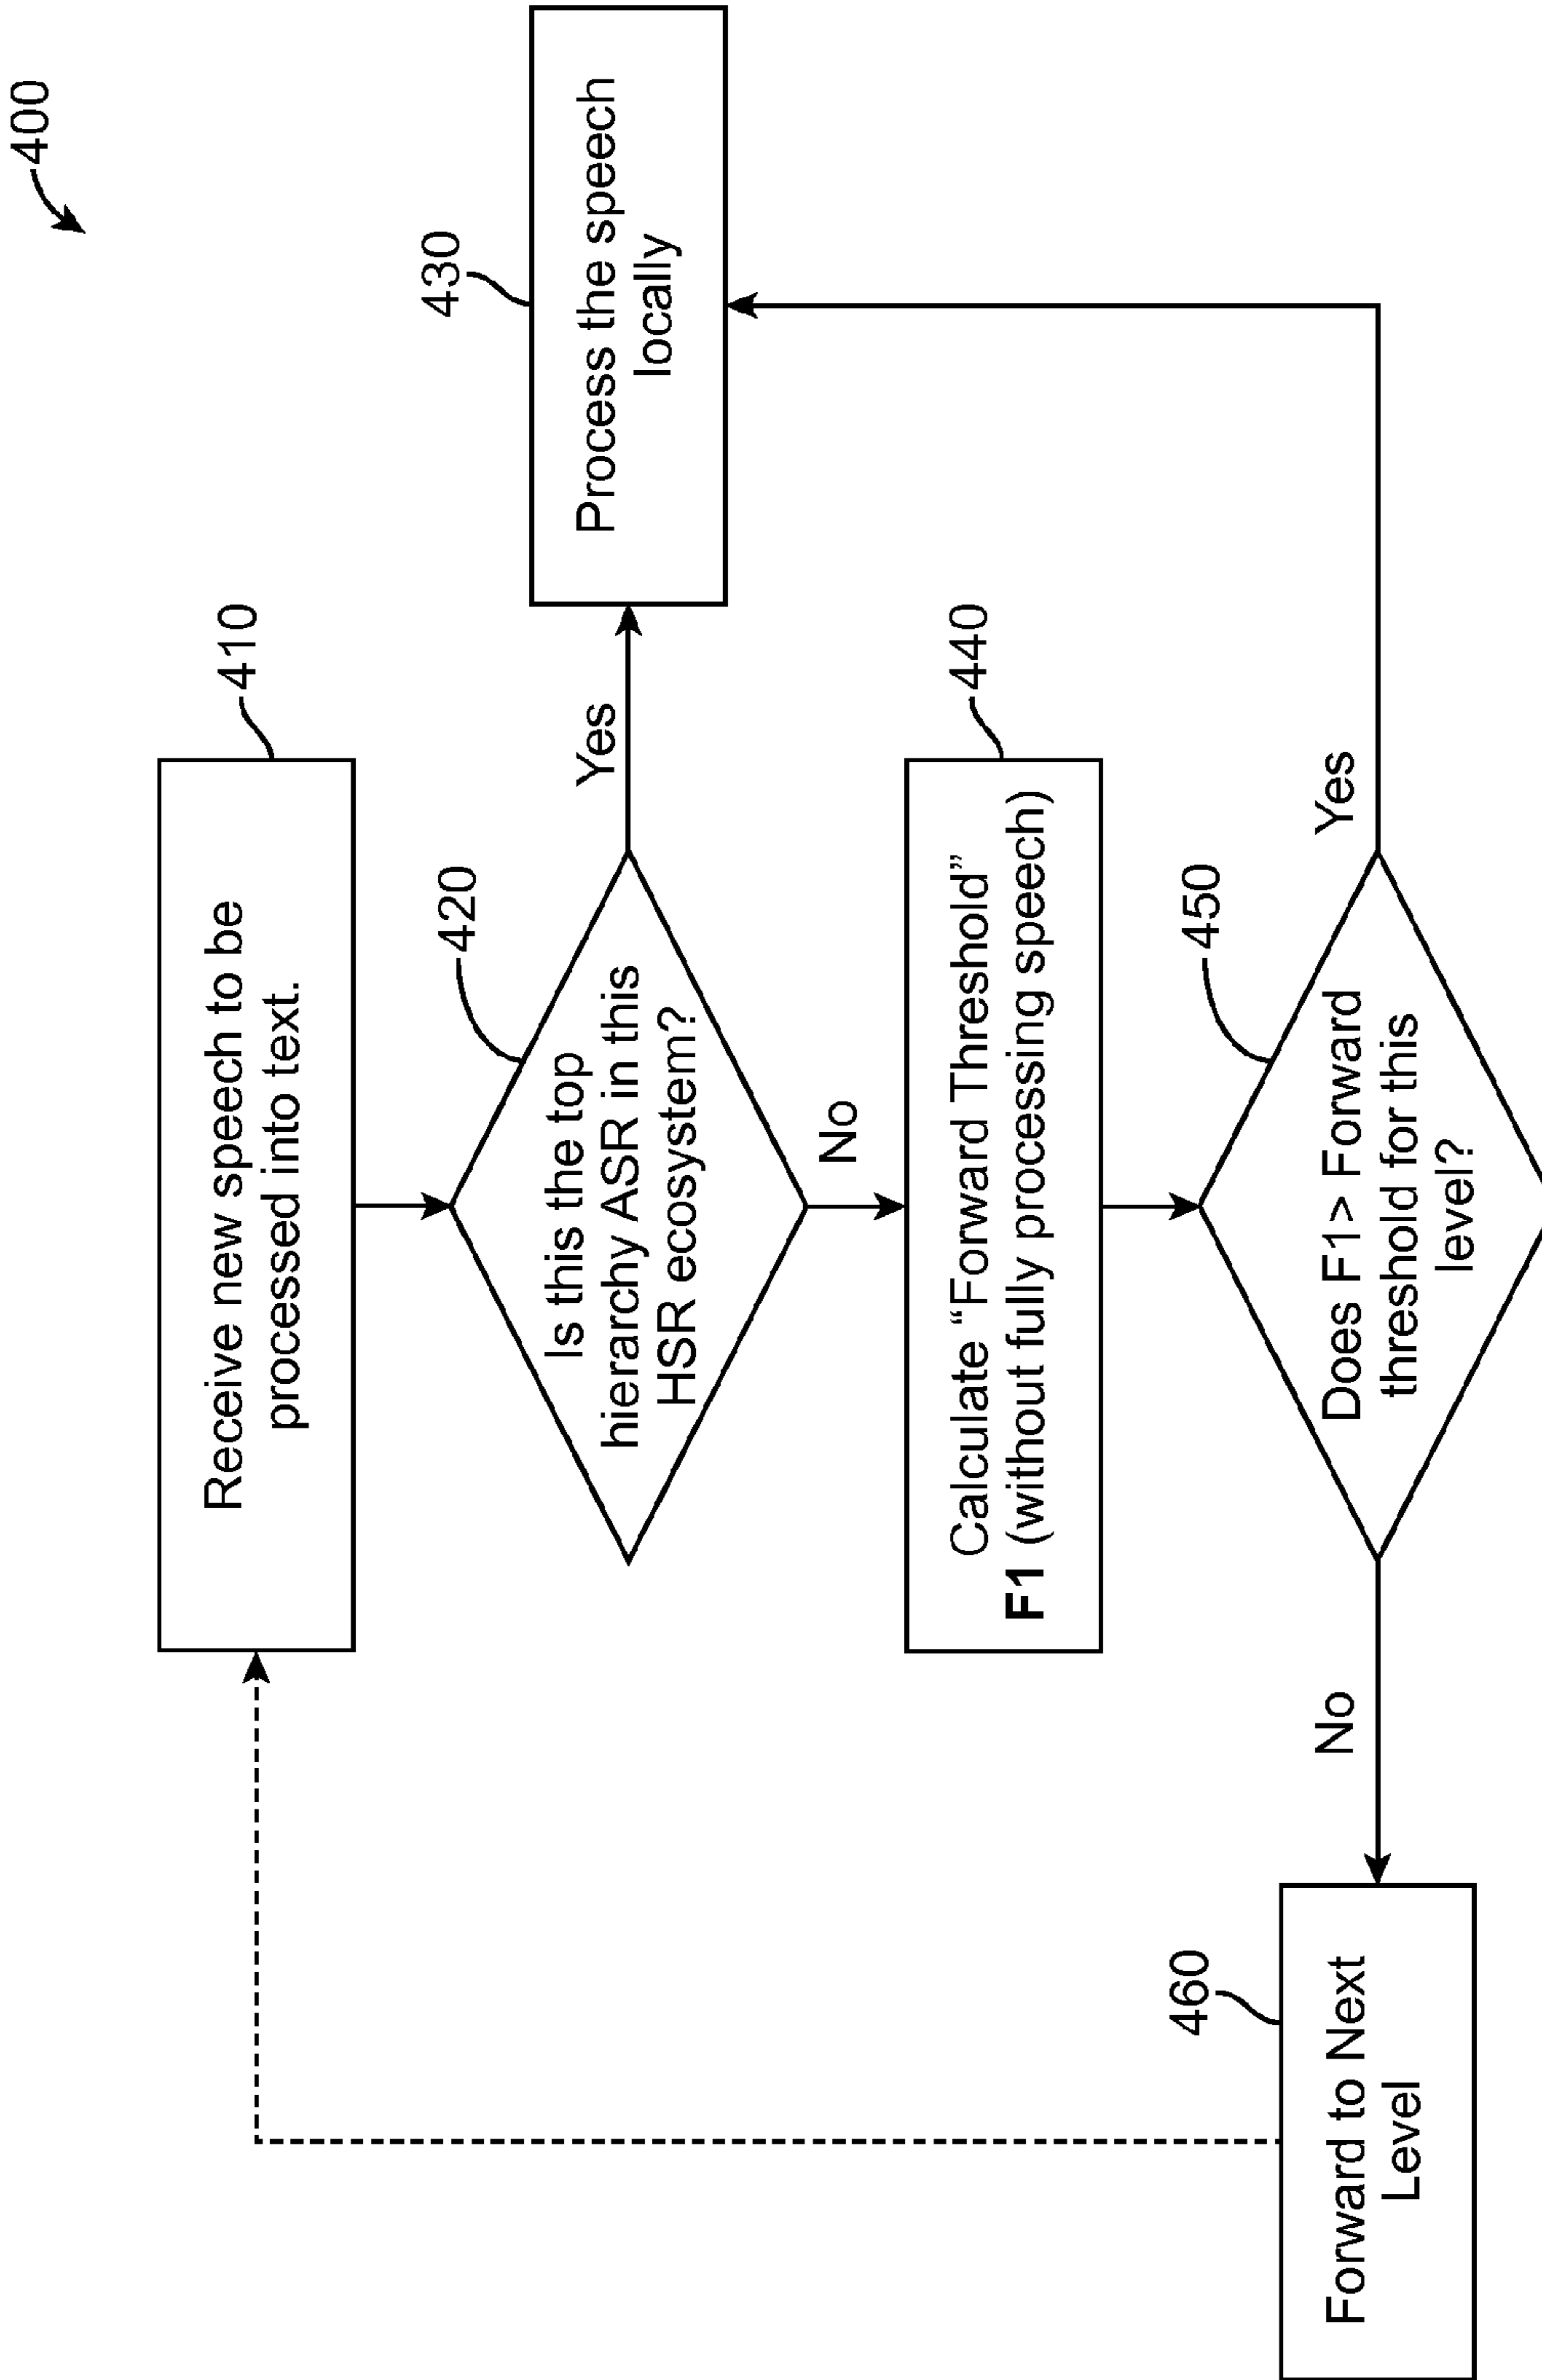 400
410
Receive new speech to be
processed into text.
420
Is this the top
hierarchy ASR in this
HSR ecosystem?
Yes
430
Process the speech
locally
No
440
Calculate “Forward Threshold”
F1 (without fully processing speech)
450
Does F1> Forward
threshold for this
level?
Yes
No
460
Forward to Next
Level